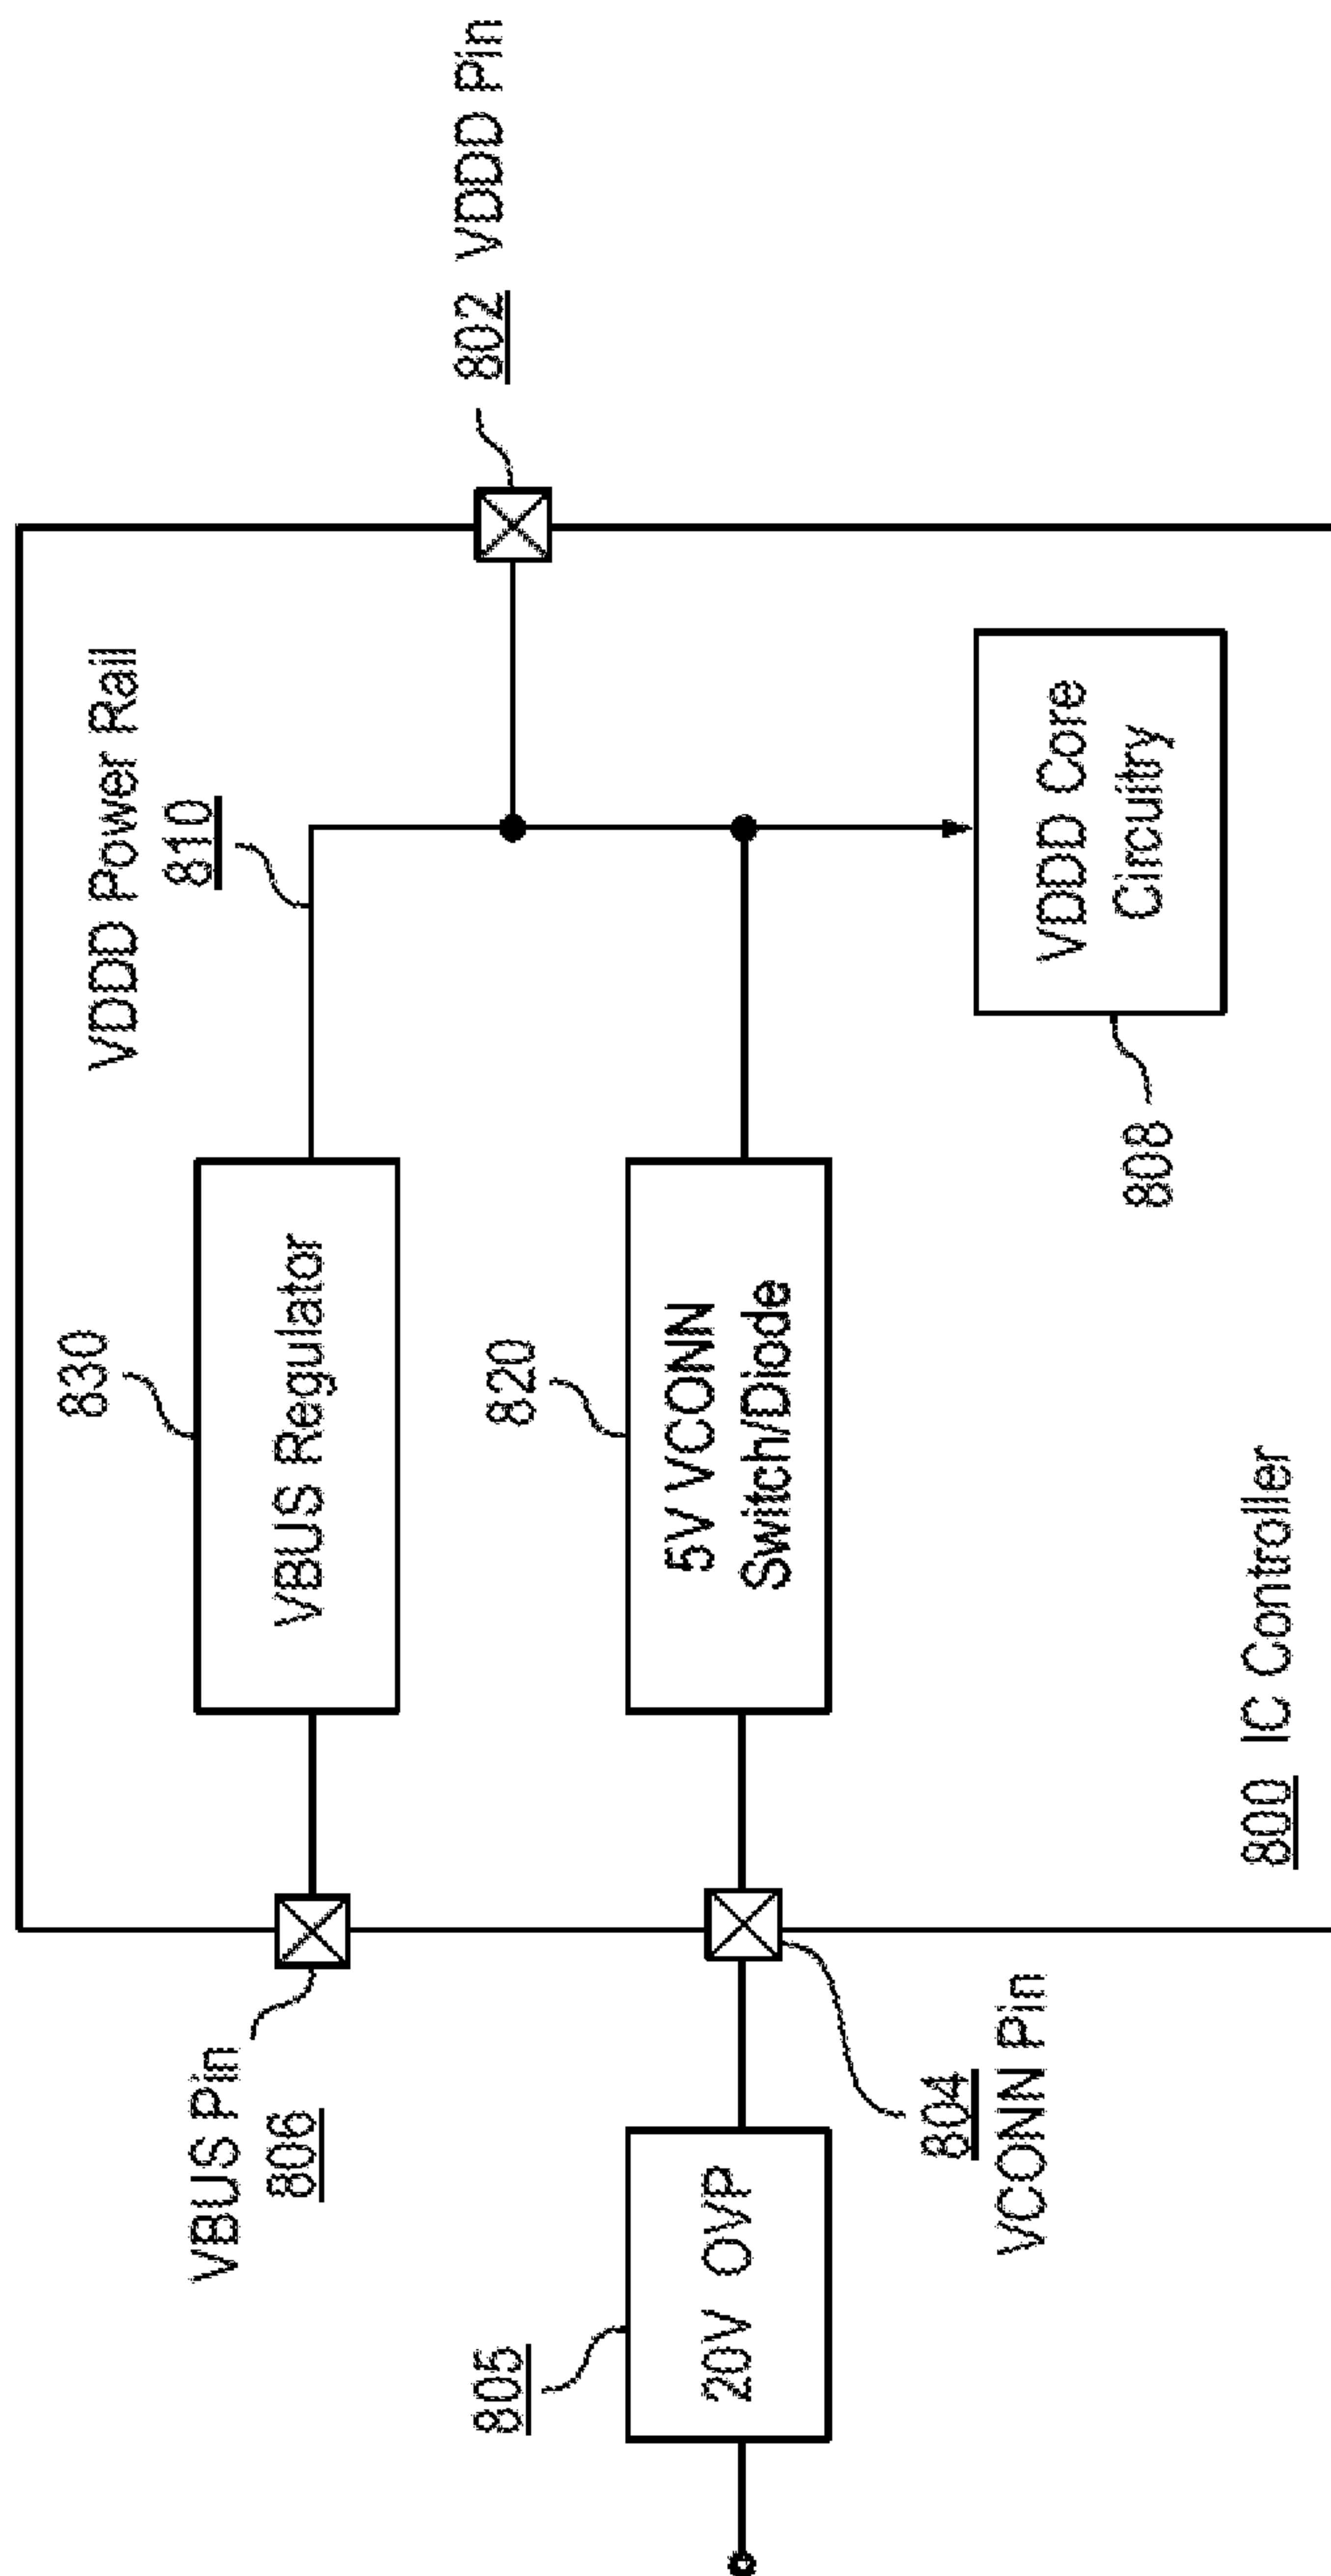 VDDD Power Rail
810
830
VBUS Regulator
VBUS Pin
806
802 VDDD Pin
820
5V VCONN
Switch/Diode
805
20V OVP
804
VCONN Pin
VDDD Core
Circuitry
808
800 IC Controller